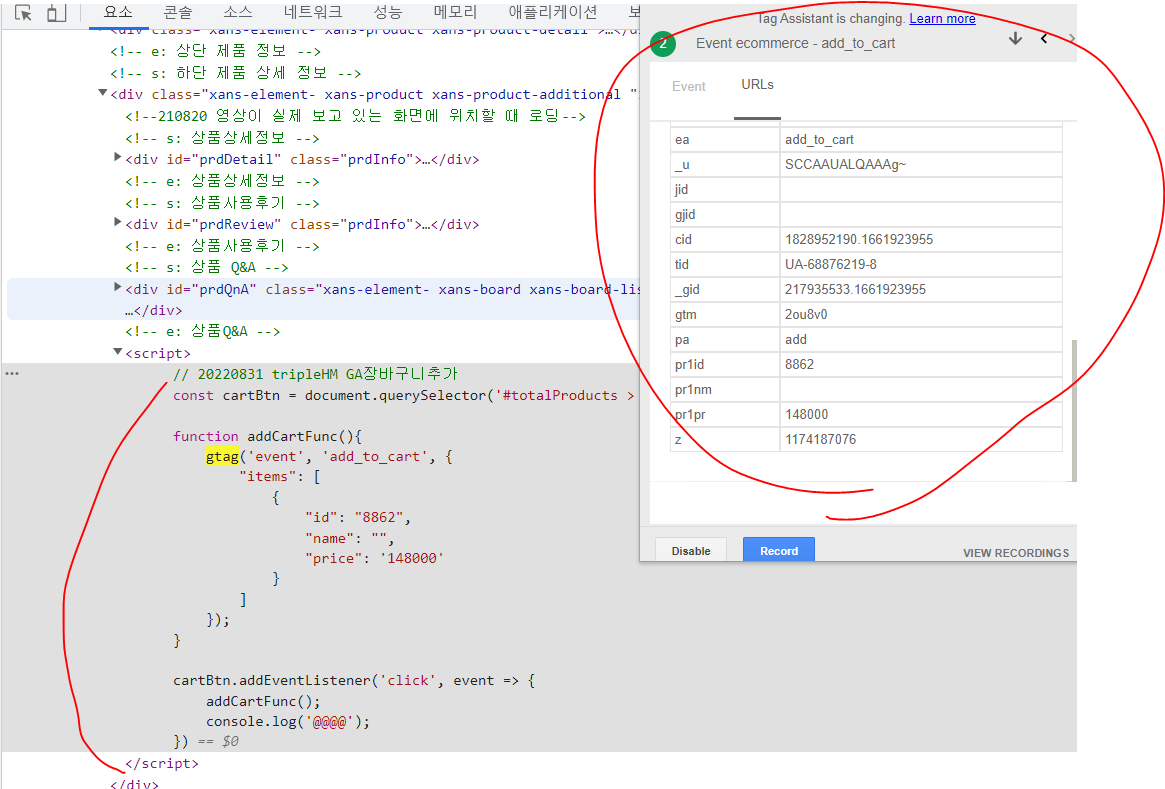 요소 콘솔 소스 네트워크 성능 메모리 애플리케이션 보
<div class="xans-element- xans-product xans-product-detail ">…</di
<!-- e: 상단 제품 정보 -->
<!-- s: 하단 제품 상세 정보 -->
<div class="xans-element- xans-product xans-product-additional "
<!--210820 영상이 실제 보고 있는 화면에 위치할 때 로딩-->
<!-- s: 상품상세정보 -->
<div id="prdDetail" class="prdInfo">…</div>
<!-- e: 상품상세정보 -->
<!-- s: 상품사용후기 -->
<div id="prdReview" class="prdInfo">…</div>
<!-- e: 상품사용후기 -->
<!-- s: 상품 Q&A -->
<div id="prdQnA" class="xans-element- xans-board xans-board-lis
…</div>
<!-- e: 상품Q&A -->
<script>
// 20220831 tripleHM GA장바구니추가
const cartBtn = document.querySelector('#totalProducts >
function addCartFunc(){
gtag('event', 'add_to_cart', {
"items": [
{
"id": "8862",
"name": "",
"price": '148000'
}
]
});
}
cartBtn.addEventListener('click', event => {
addCartFunc();
console.log('@@@@');
}) == $0
</script>
</div>
Tag Assistant is changing. Learn more
2 Event ecommerce - add_to_cart
Event URLs
ea add_to_cart
_u SCCAAUALQAAAg~
jid
gjid
cid 1828952190.1661923955
tid UA-68876219-8
_gid 217935533.1661923955
gtm 2ou8v0
pa add
pr1id 8862
pr1nm
pr1pr 148000
z 1174187076
Disable Record VIEW RECORDINGS